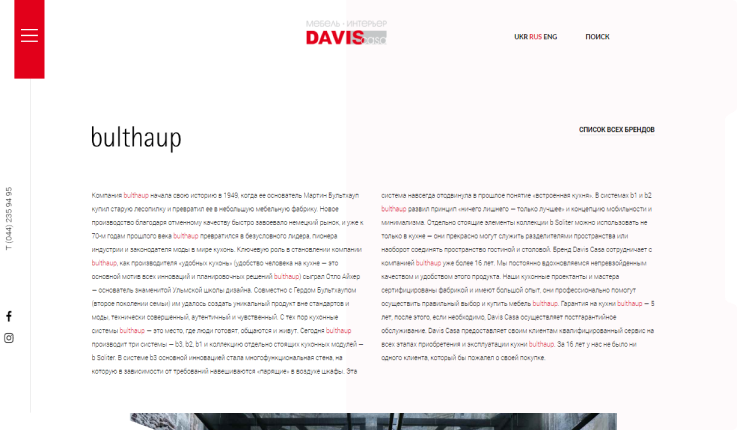 МЕБЕЛЬ · ИНТЕРЬЕР
DAVIS casa
UKR RUS ENG
ПОИСК
T (044) 235 94 95
bulthaup
СПИСОК ВСЕХ БРЕНДОВ
Компания bulthaup начала свою историю в 1949, когда ее основатель Мартин Бультхауп
купил старую лесопилку и превратил ее в небольшую мебельную фабрику. Новое
производство благодаря отменному качеству быстро завоевало немецкий рынок, и уже к
70-м годам прошлого века bulthaup превратился в безусловного лидера, пионера
индустрии и законодателя моды в мире кухонь. Ключевую роль в становлении компании
bulthaup, как производителя «удобных кухонь» (удобство человека на кухне — это
основной мотив всех инноваций и планировочных решений bulthaup) сыграл Отло Айхер
— основатель знаменитой Ульмской школы дизайна. Совместно с Гердом Бультхаупом
(второе поколении семьи) им удалось создать уникальный продукт вне стандартов и
моды, технически совершенный, аутентичный и чувственный. С тех пор кухонные
системы bulthaup — это место, где люди готовят, общаются и живут. Сегодня bulthaup
производит три системы — b3, b2, b1 и коллекцию отдельно стоящих кухонных модулей —
b Soliter. В системе b3 основной инновацией стала многофункциональная стена, на
которую в зависимости от требований навешиваются «парящие» в воздухе шкафы. Эта
система навсегда отодвинула в прошлое понятие «встроенная кухня». В системах b1 и b2
bulthaup развил принцип «ничего лишнего — только лучшее» и концепцию мобильности и
минимализма. Отдельно стоящие элементы коллекции b Soliter можно использовать не
только в кухне — они прекрасно могут служить разделителями пространства или
наоборот соединять пространство гостиной и столовой. Бренд Davis Casa сотрудничает с
компанией bulthaup уже более 16 лет. Мы постоянно вдохновляемся непревзойденным
качеством и удобством этого продукта. Наши кухонные проектанты и мастера
сертифицированы фабрикой и имеют большой опыт, они профессионально помогут
осуществить правильный выбор и купить мебель bulthaup. Гарантия на кухни bulthaup — 5
лет, после этого, если необходимо, Davis Casa осуществляет постгарантийное
обслуживание. Davis Casa предоставляет своим клиентам квалифицированный сервис на
всех этапах приобретения и эксплуатации кухни bulthaup. За 16 лет у нас не было ни
одного клиента, который бы пожалел о своей покупке.